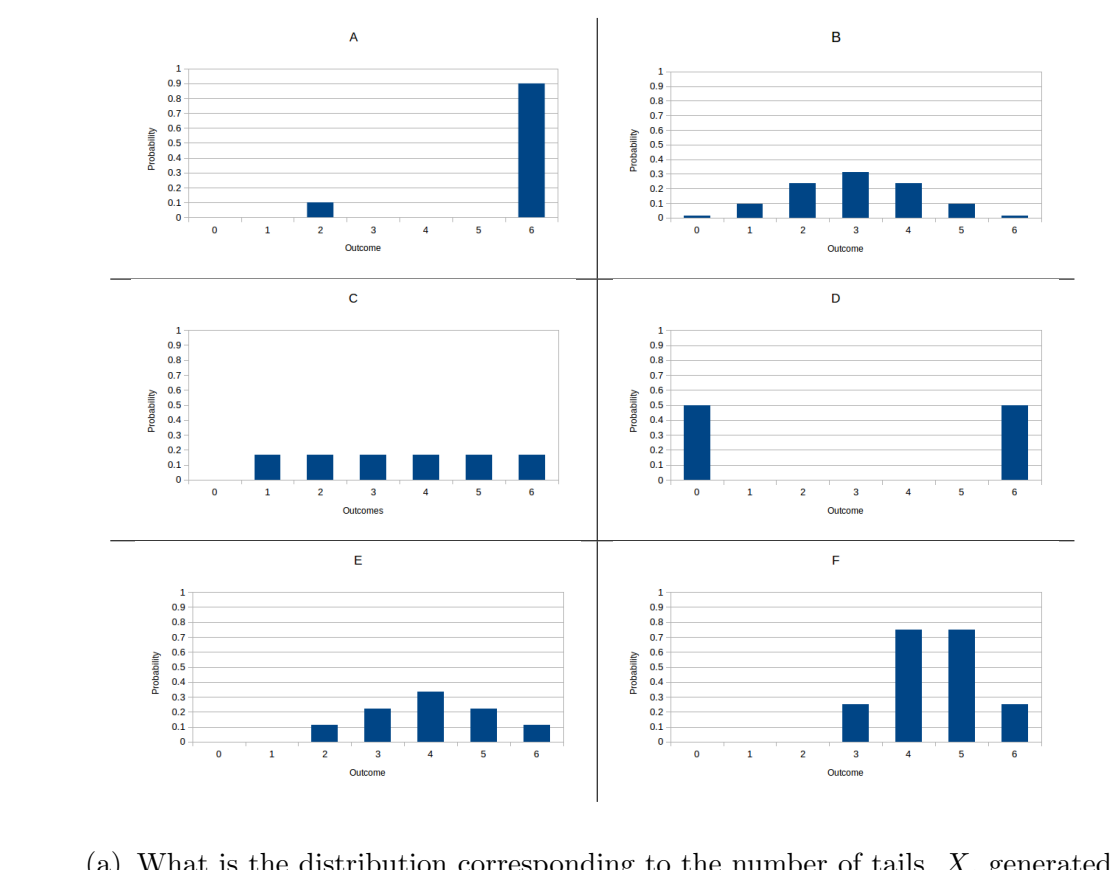 A
1
0.9
0.8
0.7
0.6
0.5
0.4
0.3
0.2
0.1
0
Probability
0 1 2 3 4 5 6
Outcome
B
1
0.9
0.8
0.7
0.6
0.5
0.4
0.3
0.2
0.1
0
Probability
0 1 2 3 4 5 6
Outcome
C
1
0.9
0.8
0.7
0.6
0.5
0.4
0.3
0.2
0.1
0
Probability
0 1 2 3 4 5 6
Outcomes
D
1
0.9
0.8
0.7
0.6
0.5
0.4
0.3
0.2
0.1
0
Probability
0 1 2 3 4 5 6
Outcome
E
1
0.9
0.8
0.7
0.6
0.5
0.4
0.3
0.2
0.1
0
Probability
0 1 2 3 4 5 6
Outcome
F
1
0.9
0.8
0.7
0.6
0.5
0.4
0.3
0.2
0.1
0
Probability
0 1 2 3 4 5 6
Outcome
(a) What is the distribution corresponding to the number of tails, X, generated